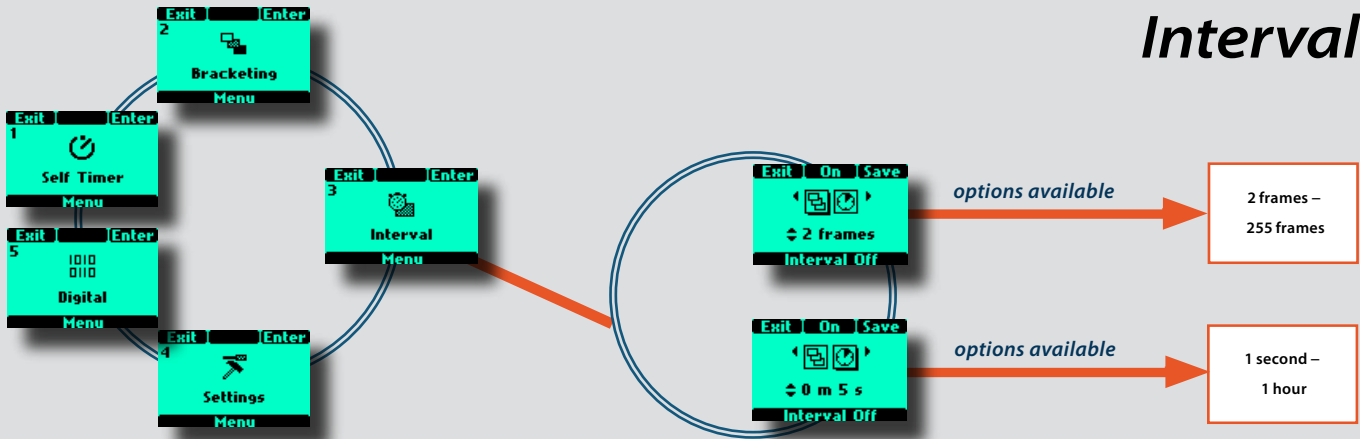 Interval
Exit Enter
2
Bracketing
Menu
Exit Enter
1
Self Timer
Menu
Exit Enter
3
Interval
Menu
Exit Enter
5
IOIO
OIIO
Digital
Menu
Exit Enter
4
Settings
Menu
Exit On Save
2 frames
Interval Off
options available
2 frames –
255 frames
Exit On Save
0 m 5 s
Interval Off
options available
1 second –
1 hour